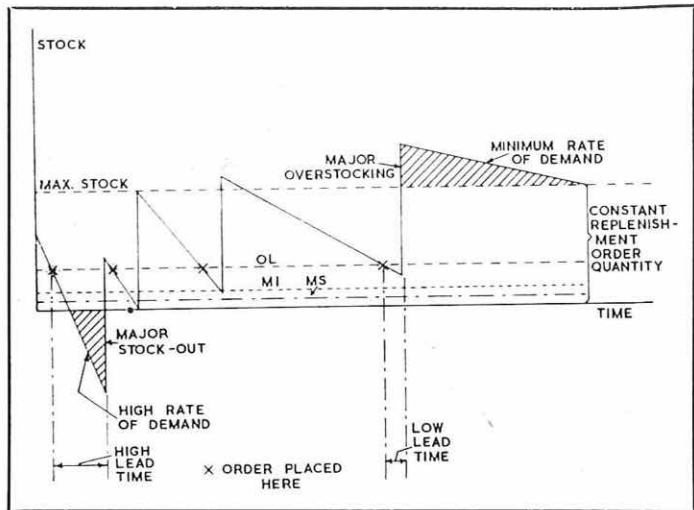 STOCK
MINIMUM RATE
OF DEMAND
MAJOR
OVERSTOCKING
MAX. STOCK
CONSTANT
REPLENISH-
MENT
ORDER
QUANTITY
OL
MI MS
TIME
MAJOR
STOCK-OUT
HIGH RATE
OF DEMAND
LOW
LEAD
TIME
HIGH
LEAD
TIME
× ORDER PLACED
HERE